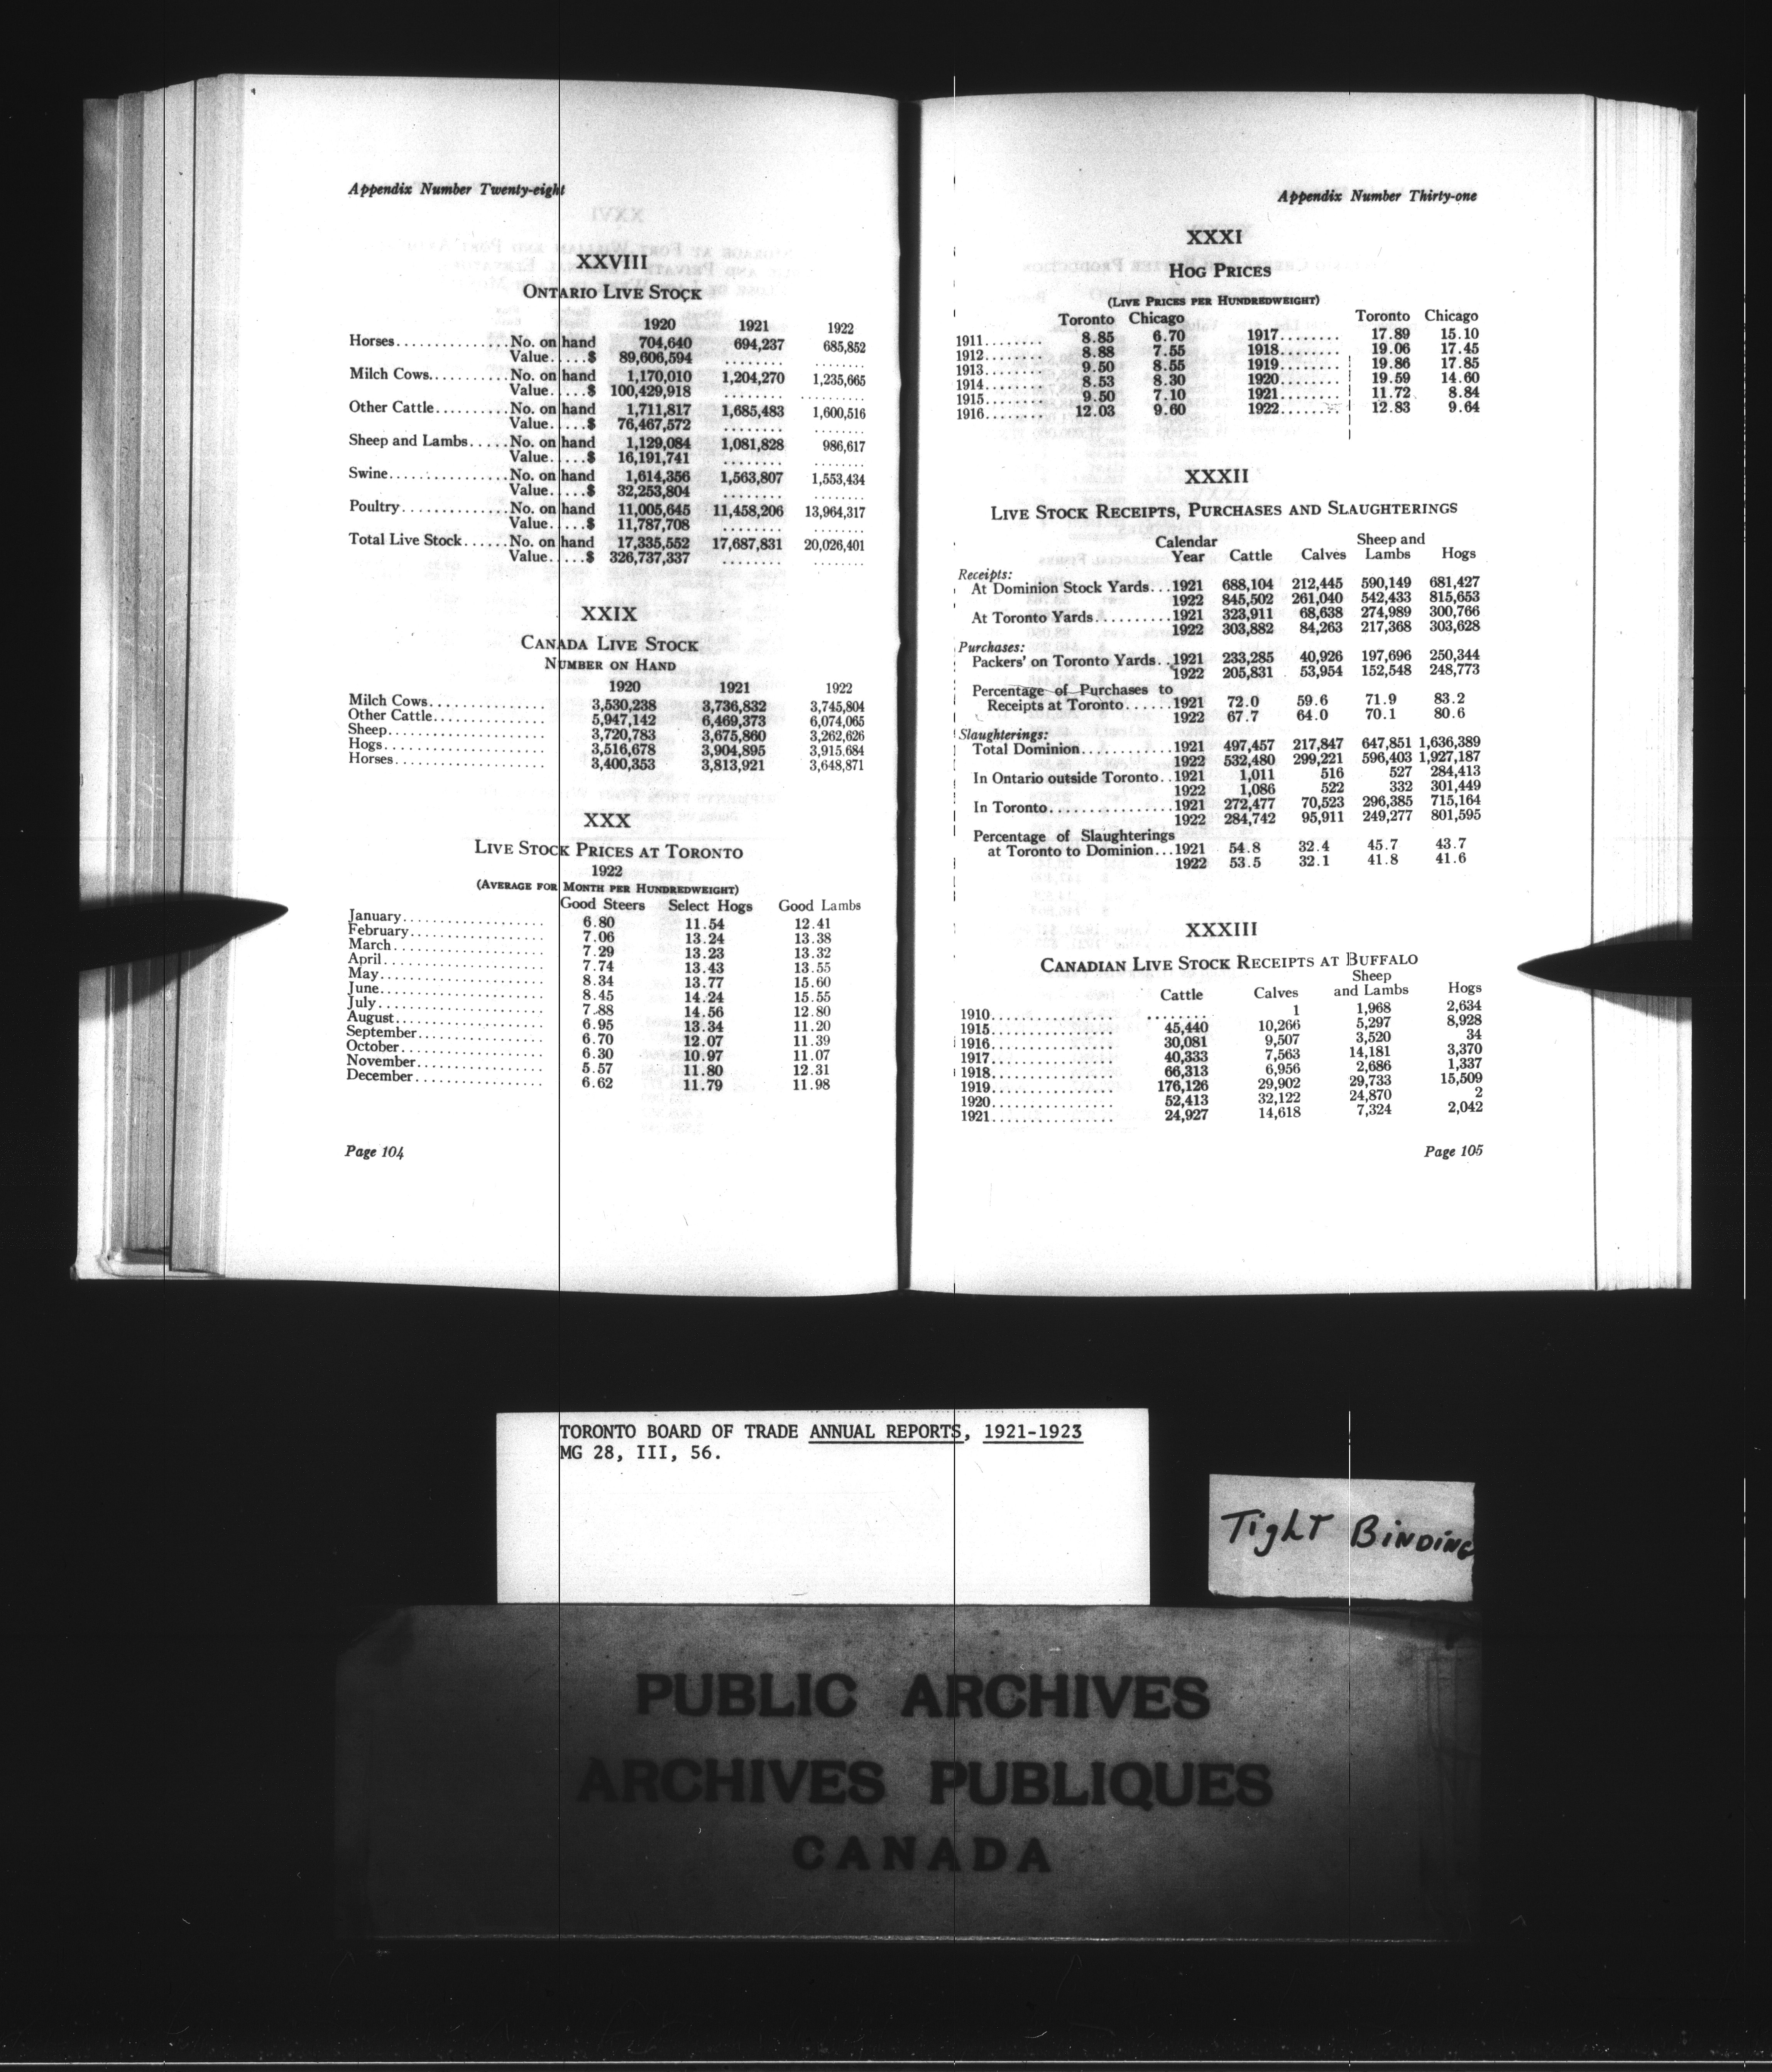 Appendix Number Twenty-eight
XXVIII
ONTARIO LIVE STOCK
1920 1921 1922
Horses...............No. on hand 704,640 694,237 685,852
Value.....$ 89,606,594 ........ ........
Milch Cows...........No. on hand 1,170,010 1,204,270 1,235,665
Value.....$ 100,429,918 ........ ........
Other Cattle..........No. on hand 1,711,817 1,685,483 1,600,516
Value.....$ 76,467,572 ........ ........
Sheep and Lambs.....No. on hand 1,129,084 1,081,828 986,617
Value.....$ 16,191,741 ........ ........
Swine................No. on hand 1,614,356 1,563,807 1,553,434
Value.....$ 32,253,804 ........ ........
Poultry..............No. on hand 11,005,645 11,458,206 13,964,317
Value.....$ 11,787,708 ........ ........
Total Live Stock......No. on hand 17,335,552 17,687,831 20,026,401
Value.....$ 326,737,337 ........ ........
XXIX
CANADA LIVE STOCK
NUMBER ON HAND
1920 1921 1922
Milch Cows............... 3,530,238 3,736,832 3,745,804
Other Cattle.............. 5,947,142 6,469,373 6,074,065
Sheep.................... 3,720,783 3,675,860 3,262,626
Hogs..................... 3,516,678 3,904,895 3,915.684
Horses................... 3,400,353 3,813,921 3,648,871
XXX
LIVE STOCK PRICES AT TORONTO
1922
(AVERAGE FOR MONTH PER HUNDREDWEIGHT)
Good Steers Select Hogs Good Lambs
January.................. 6.80 11.54 12.41
February................. 7.06 13.24 13.38
March.................... 7.29 13.23 13.32
April..................... 7.74 13.43 13.55
May...................... 8.34 13.77 15.60
June...................... 8.45 14.24 15.55
July...................... 7.88 14.56 12.80
August................... 6.95 13.34 11.20
September................ 6.70 12.07 11.39
October.................. 6.30 10.97 11.07
November................ 5.57 11.80 12.31
December................ 6.62 11.79 11.98
Page 104
Appendix Number Thirty-one
XXXI
HOG PRICES
(LIVE PRICES PER HUNDREDWEIGHT)
Toronto Chicago Toronto Chicago
1911........ 8.85 6.70 1917........ 17.89 15.10
1912........ 8.88 7.55 1918........ 19.06 17.45
1913........ 9.50 8.55 1919........ 19.86 17.85
1914........ 8.53 8.30 1920........ 19.59 14.60
1915........ 9.50 7.10 1921........ 11.72 8.84
1916........ 12.03 9.60 1922........ 12.83 9.64
XXXII
LIVE STOCK RECEIPTS, PURCHASES AND SLAUGHTERINGS
Calendar Sheep and
Year Cattle Calves Lambs Hogs
Receipts:
At Dominion Stock Yards...1921 688,104 212,445 590,149 681,427
1922 845,502 261,040 542,433 815,653
At Toronto Yards..........1921 323,911 68,638 274,989 300,766
1922 303,882 84,263 217,368 303,628
Purchases:
Packers' on Toronto Yards..1921 233,285 40,926 197,696 250,344
1922 205,831 53,954 152,548 248,773
Percentage of Purchases to
Receipts at Toronto......1921 72.0 59.6 71.9 83.2
1922 67.7 64.0 70.1 80.6
Slaughterings:
Total Dominion............1921 497,457 217,847 647,851 1,636,389
1922 532,480 299,221 596,403 1,927,187
In Ontario outside Toronto..1921 1,011 516 527 284,413
1922 1,086 522 332 301,449
In Toronto................1921 272,477 70,523 296,385 715,164
1922 284,742 95,911 249,277 801,595
Percentage of Slaughterings
at Toronto to Dominion...1921 54.8 32.4 45.7 43.7
1922 53.5 32.1 41.8 41.6
XXXIII
CANADIAN LIVE STOCK RECEIPTS AT BUFFALO
Sheep
Cattle Calves and Lambs Hogs
1910................ ........ 1 1,968 2,634
1915................ 45,440 10,266 5,297 8,928
1916................ 30,081 9,507 3,520 34
1917................ 40,333 7,563 14,181 3,370
1918................ 66,313 6,956 2,686 1,337
1919................ 176,126 29,902 29,733 15,509
1920................ 52,413 32,122 24,870 2
1921................ 24,927 14,618 7,324 2,042
Page 105
TORONTO BOARD OF TRADE ANNUAL REPORTS, 1921-1923
MG 28, III, 56.
Tight Binding
PUBLIC ARCHIVES
ARCHIVES PUBLIQUES
CANADA